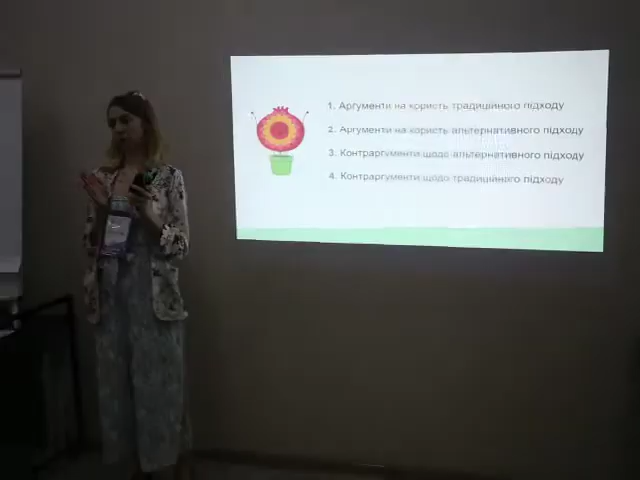 1. Аргументи на користь традиційного підходу
2. Аргументи на користь альтернативного підходу
3. Контраргументи щодо альтернативного підходу
4. Контраргументи щодо традиційного підходу